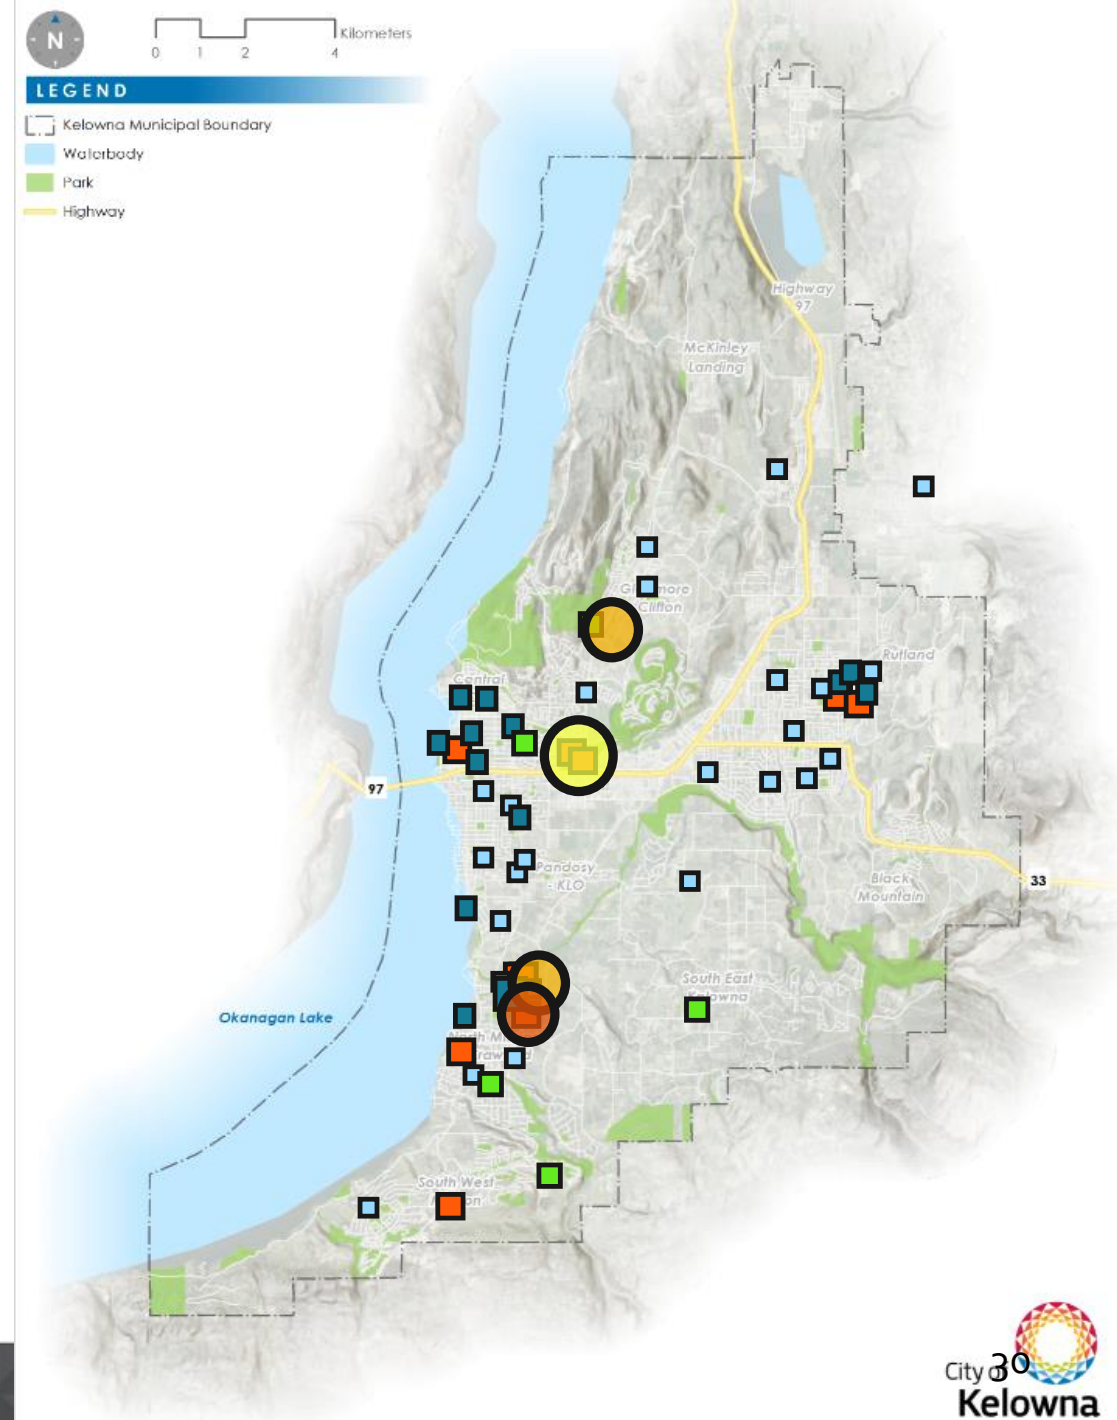 N
Kilometers
0 1 2 4
LEGEND
Kelowna Municipal Boundary
Waterbody
Park
Highway
Highway
97
McKinley
Landing
Clifton
Rutland
Central
97
Pandosy
- KLO
33
Black
Mountain
South East
Kelowna
Okanagan Lake
South West
30
City of
Kelowna